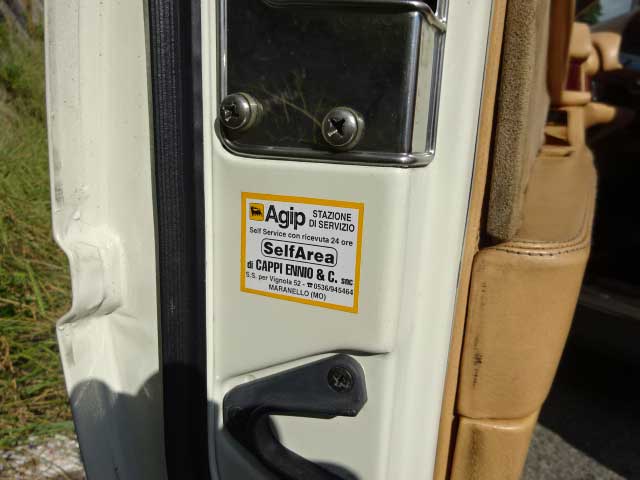 Agip STAZIONE
DI SERVIZIO
Self Service con ricevuta 24 ore
SelfArea
di CAPPI ENNIO & C. snc
S.S. per Vignola 52 - ☎0536/945464
MARANELLO (MO)